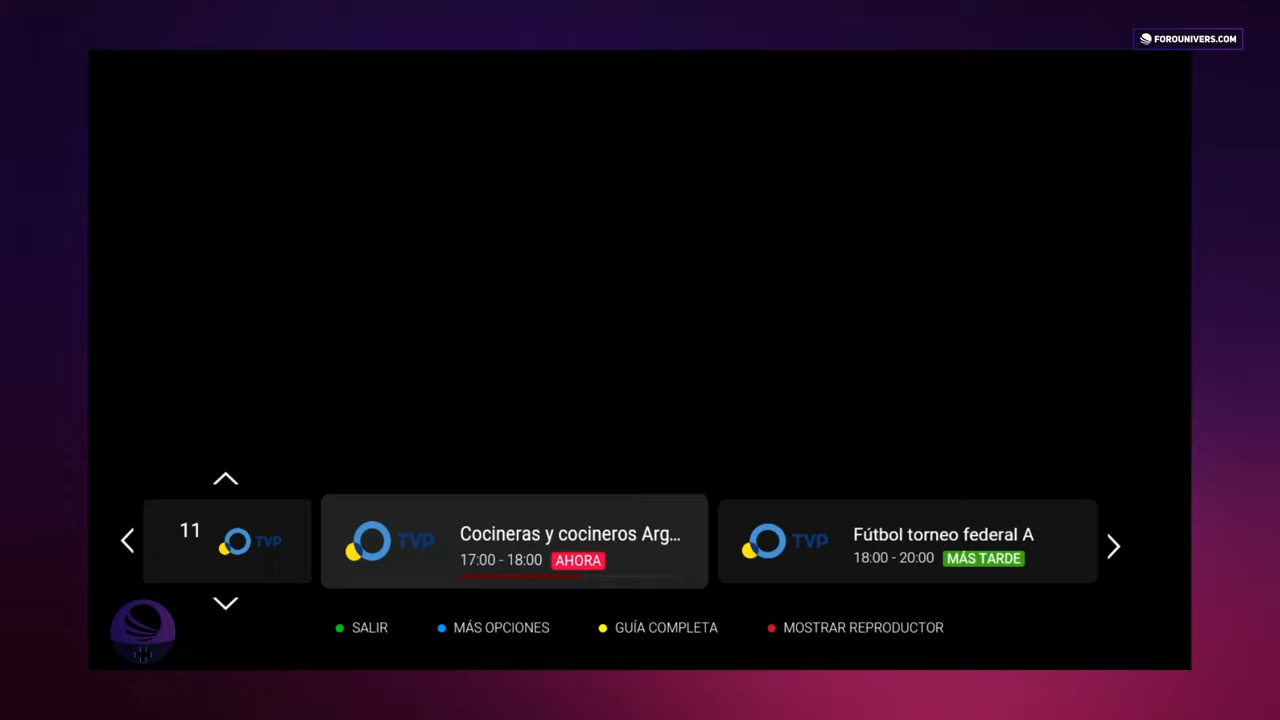 FOROUNIVERS.COM
11
TVP
TVP
Cocineras y cocineros Arg...
17:00 - 18:00 AHORA
TVP
Fútbol torneo federal A
18:00 - 20:00 MÁS TARDE
SALIR
MÁS OPCIONES
GUÍA COMPLETA
MOSTRAR REPRODUCTOR